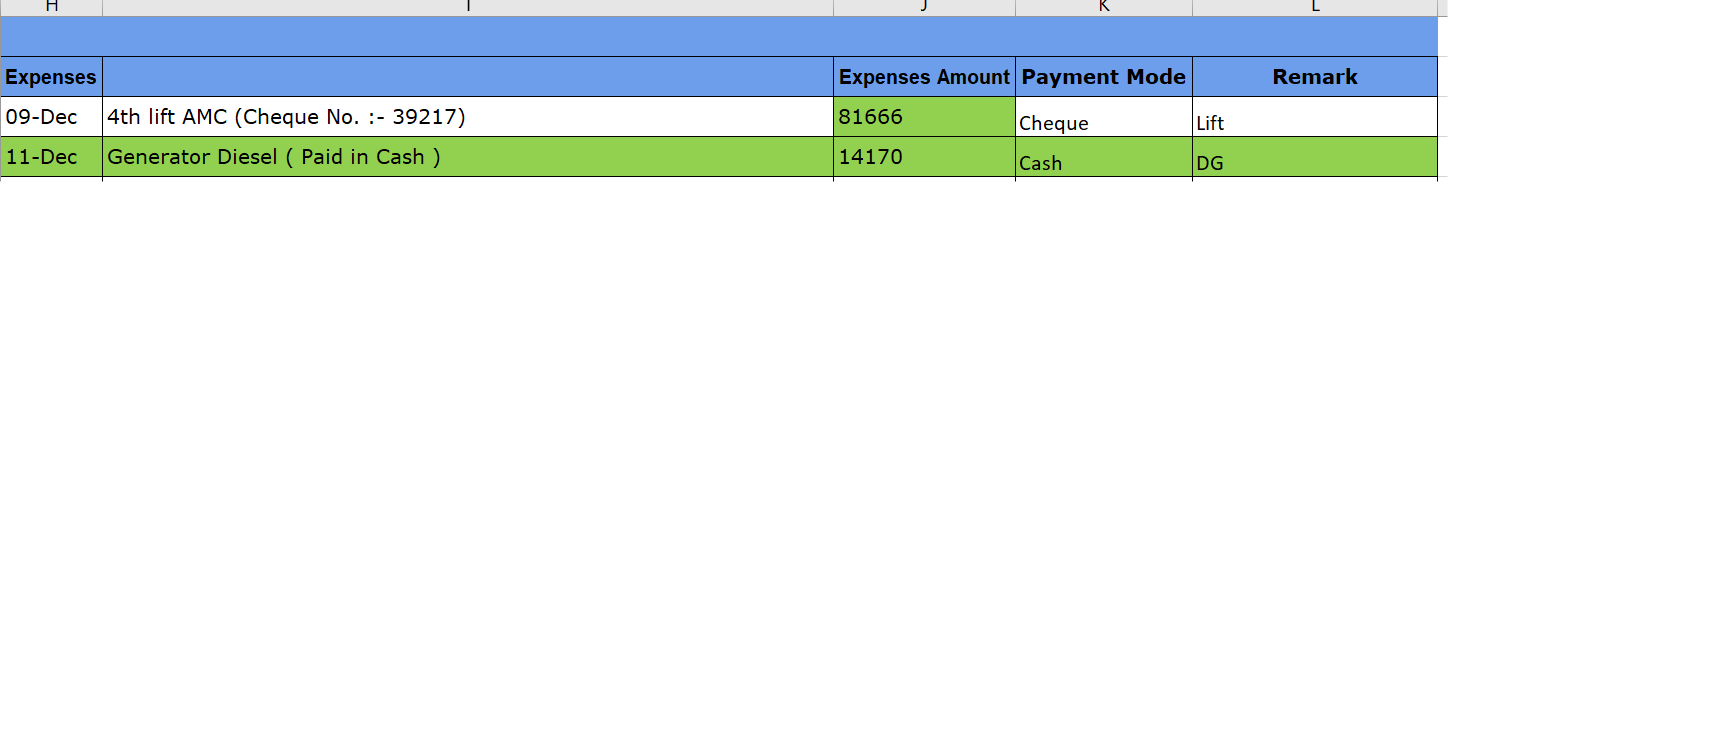 H I J K L
Expenses Expenses Amount Payment Mode Remark
09-Dec 4th lift AMC (Cheque No. :- 39217) 81666 Cheque Lift
11-Dec Generator Diesel ( Paid in Cash ) 14170 Cash DG